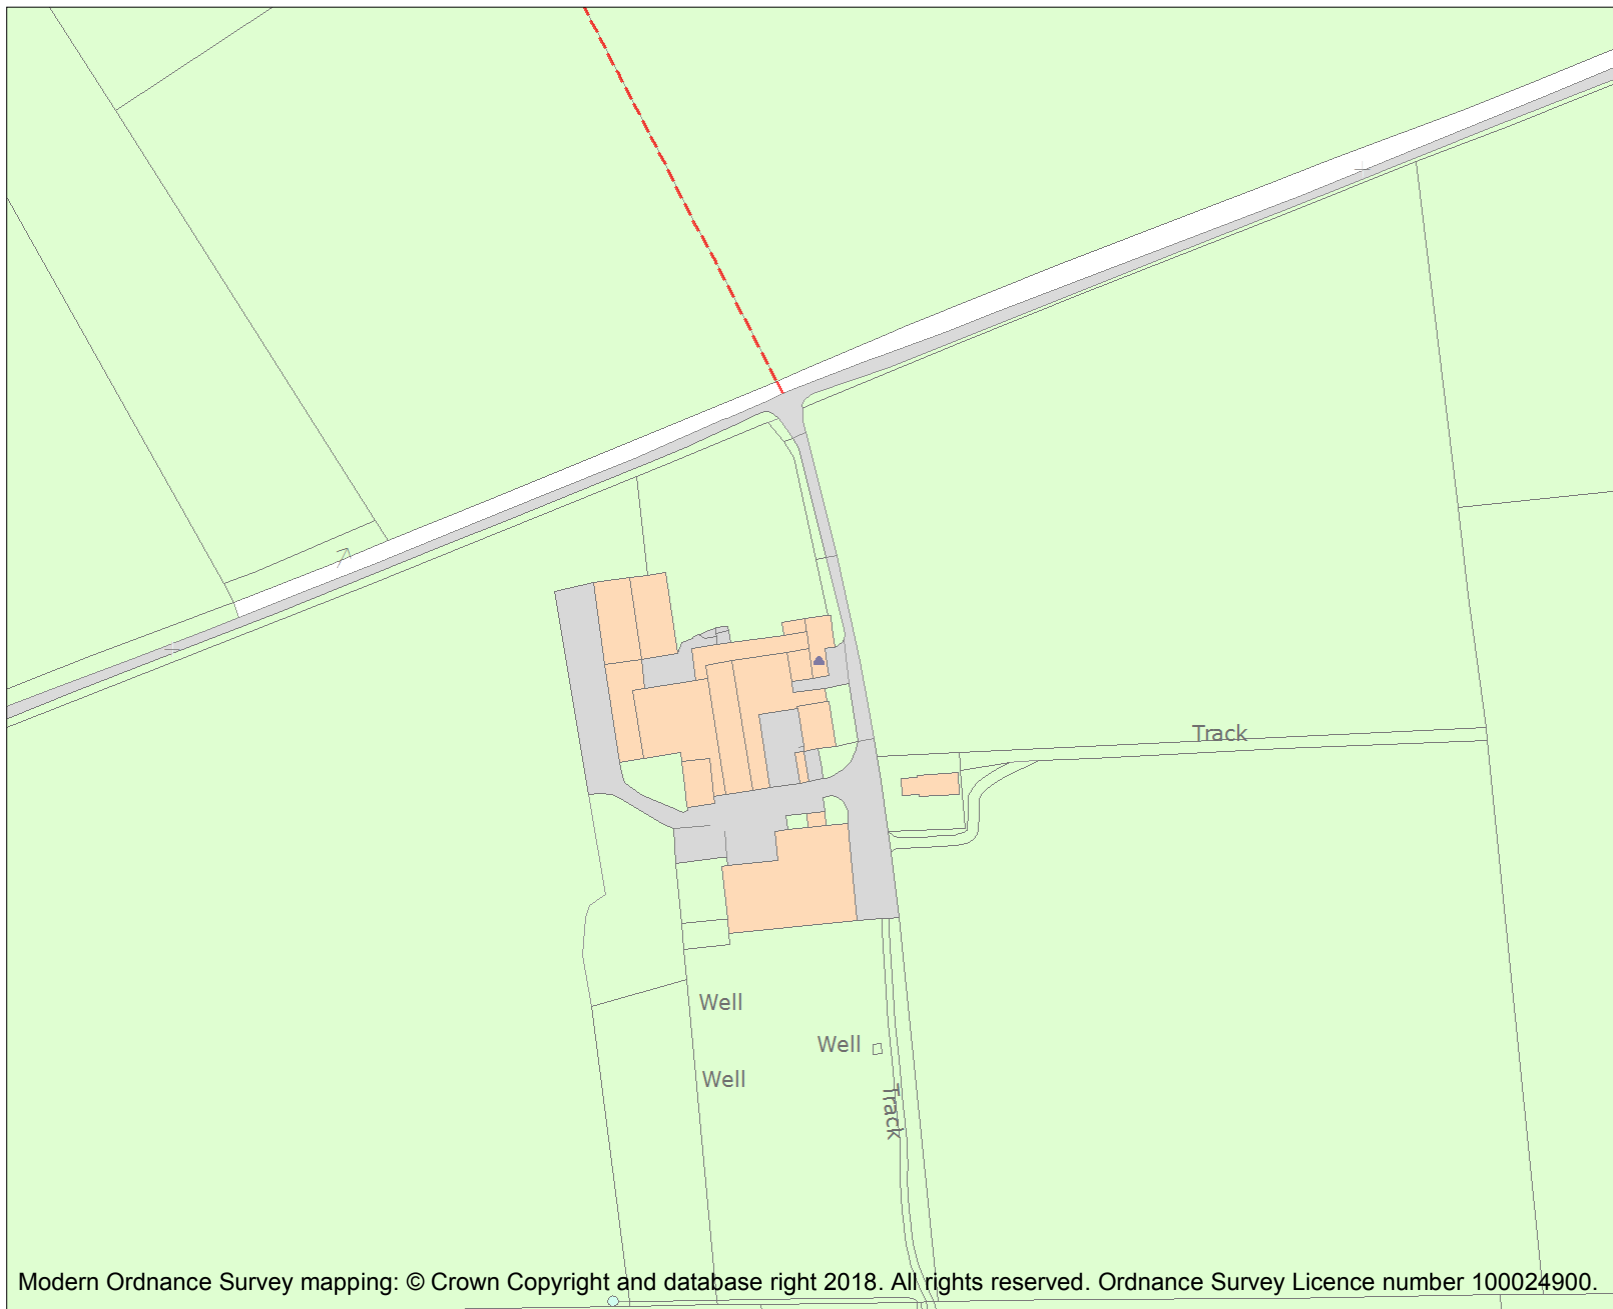 Track
Well
Well
Well
Track
Modern Ordnance Survey mapping: © Crown Copyright and database right 2018. All rights reserved. Ordnance Survey Licence number 100024900.